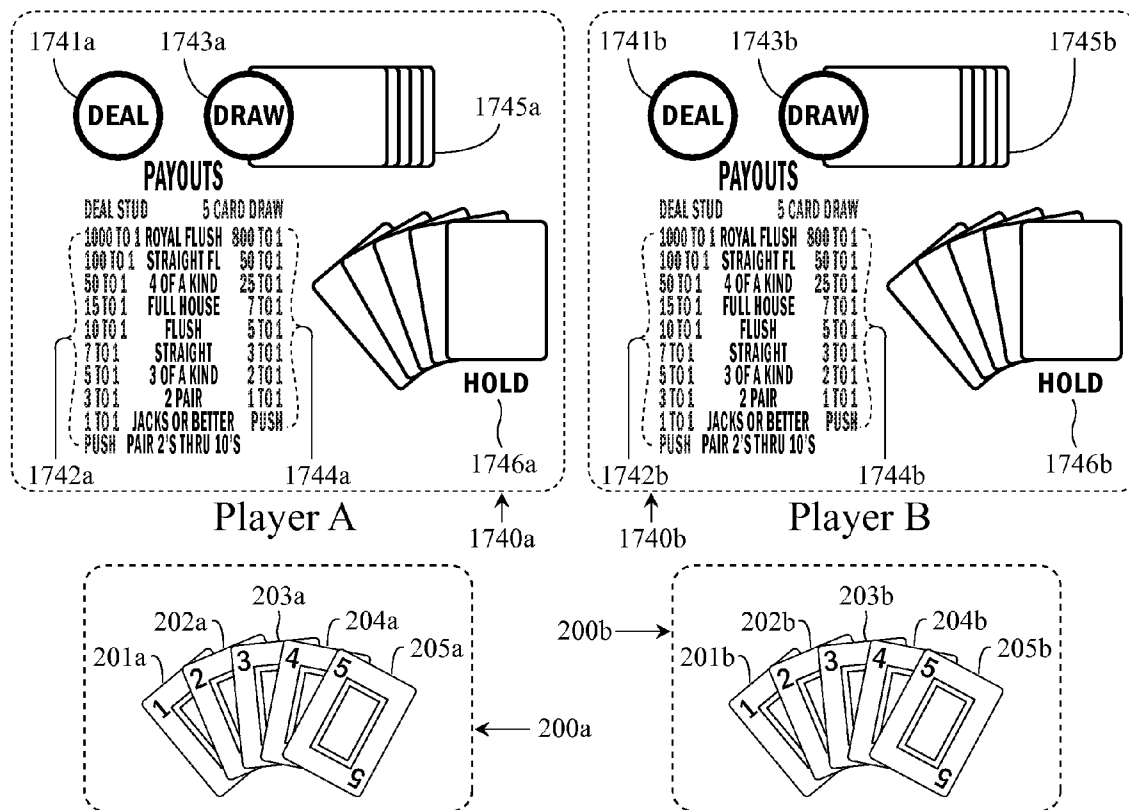 1741a 1743a
DEAL DRAW
1745a
PAYOUTS
DEAL STUD 5 CARD DRAW
1000 TO 1 ROYAL FLUSH 800 TO 1
100 TO 1 STRAIGHT FL 50 TO 1
50 TO 1 4 OF A KIND 25 TO 1
15 TO 1 FULL HOUSE 7 TO 1
10 TO 1 FLUSH 5 TO 1
7 TO 1 STRAIGHT 3 TO 1
5 TO 1 3 OF A KIND 2 TO 1
3 TO 1 2 PAIR 1 TO 1
1 TO 1 JACKS OR BETTER PUSH
PUSH PAIR 2'S THRU 10'S
HOLD
1742a 1744a 1746a
Player A
1740a
1741b 1743b 1745b
DEAL DRAW
PAYOUTS
DEAL STUD 5 CARD DRAW
1000 TO 1 ROYAL FLUSH 800 TO 1
100 TO 1 STRAIGHT FL 50 TO 1
50 TO 1 4 OF A KIND 25 TO 1
15 TO 1 FULL HOUSE 7 TO 1
10 TO 1 FLUSH 5 TO 1
7 TO 1 STRAIGHT 3 TO 1
5 TO 1 3 OF A KIND 2 TO 1
3 TO 1 2 PAIR 1 TO 1
1 TO 1 JACKS OR BETTER PUSH
PUSH PAIR 2'S THRU 10'S
HOLD
1742b 1744b 1746b
Player B
1740b
203a
202a 204a
201a 205a
1 2 3 4 5
5
200a
200b
203b
202b 204b
201b 205b
1 2 3 4 5
5